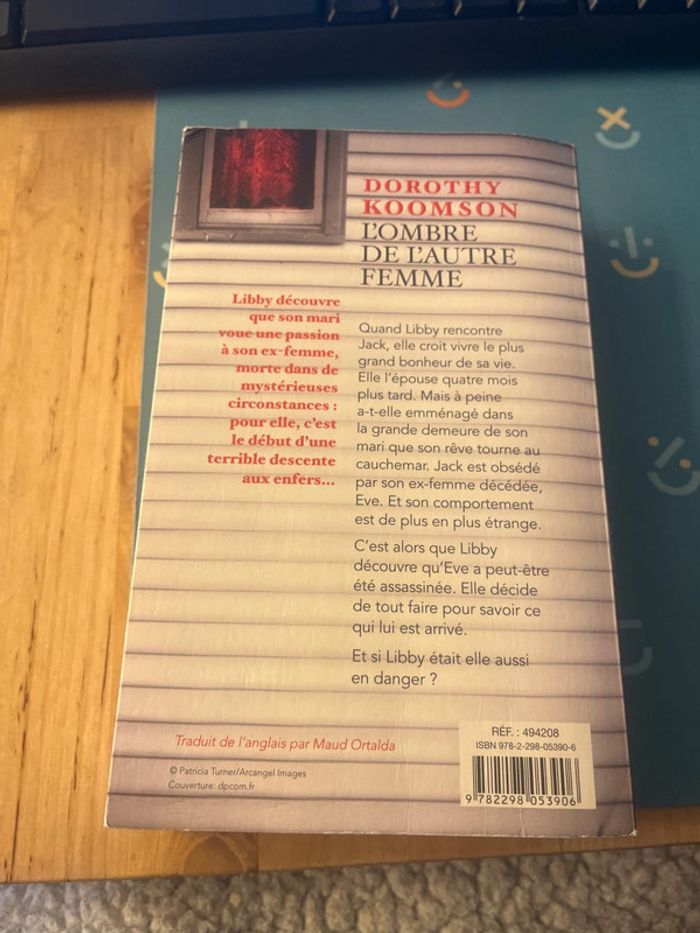 DOROTHY
KOOMSON
L'OMBRE
DE L'AUTRE
FEMME
Libby découvre
que son mari
voue une passion
à son ex-femme,
morte dans de
mystérieuses
circonstances :
pour elle, c'est
le début d'une
terrible descente
aux enfers...
Quand Libby rencontre
Jack, elle croit vivre le plus
grand bonheur de sa vie.
Elle l'épouse quatre mois
plus tard. Mais à peine
a-t-elle emménagé dans
la grande demeure de son
mari que son rêve tourne au
cauchemar. Jack est obsédé
par son ex-femme décédée,
Eve. Et son comportement
est de plus en plus étrange.
C'est alors que Libby
découvre qu'Eve a peut-être
été assassinée. Elle décide
de tout faire pour savoir ce
qui lui est arrivé.
Et si Libby était elle aussi
en danger ?
Traduit de l'anglais par Maud Ortalda
© Patricia Turner/Arcangel Images
Couverture: dpcom.fr
RÉF. : 494208
ISBN 978-2-298-05390-6
9 782298 053906